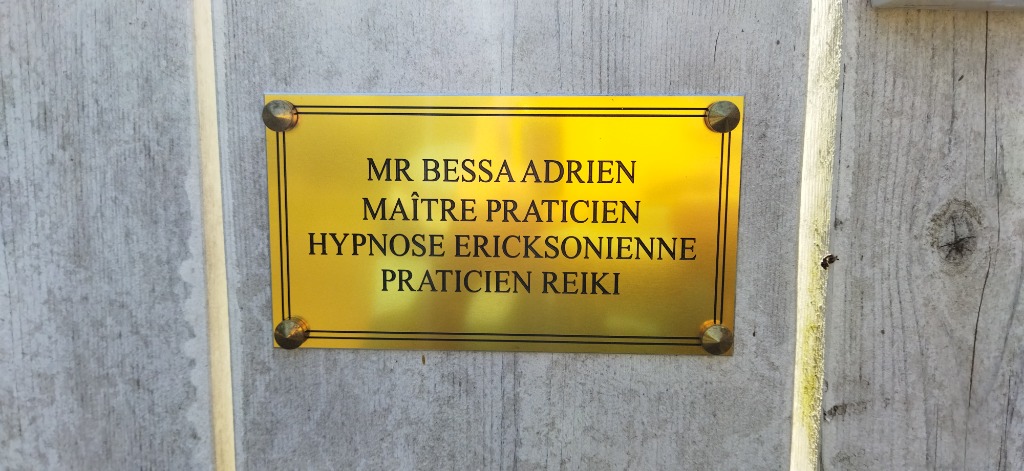 MR BESSA ADRIEN
MAÎTRE PRATICIEN
HYPNOSE ERICKSONIENNE
PRATICIEN REIKI